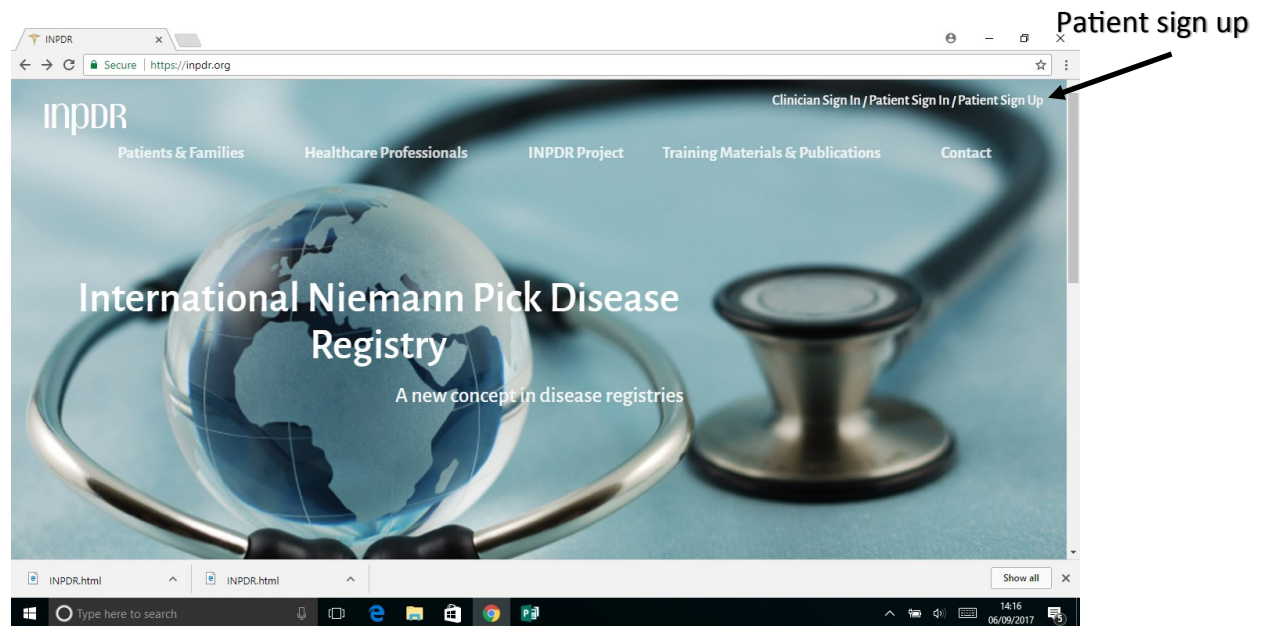 Patient sign up
INPDR
Secure | https://inpdr.org
Clinician Sign In / Patient Sign In / Patient Sign Up
INPDR
Patients & Families Healthcare Professionals INPDR Project Training Materials & Publications Contact
International Niemann Pick Disease
Registry
A new concept in disease registries
INPDR.html INPDR.html Show all
Type here to search
14:16
06/09/2017
5